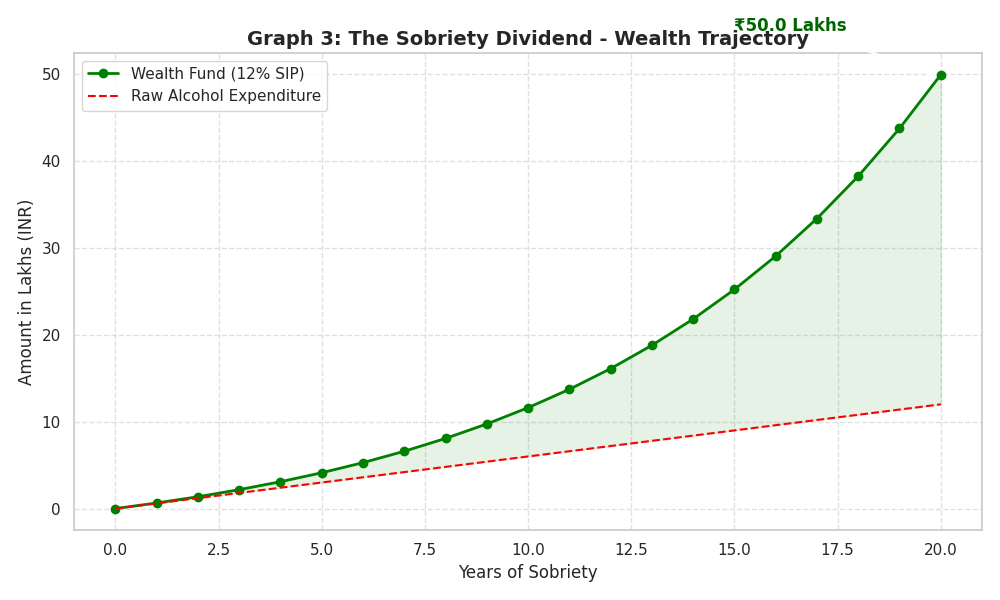 ₹50.0 Lakhs
Graph 3: The Sobriety Dividend - Wealth Trajectory
Wealth Fund (12% SIP)
Raw Alcohol Expenditure
Amount in Lakhs (INR)
50
40
30
20
10
0
0.0 2.5 5.0 7.5 10.0 12.5 15.0 17.5 20.0
Years of Sobriety